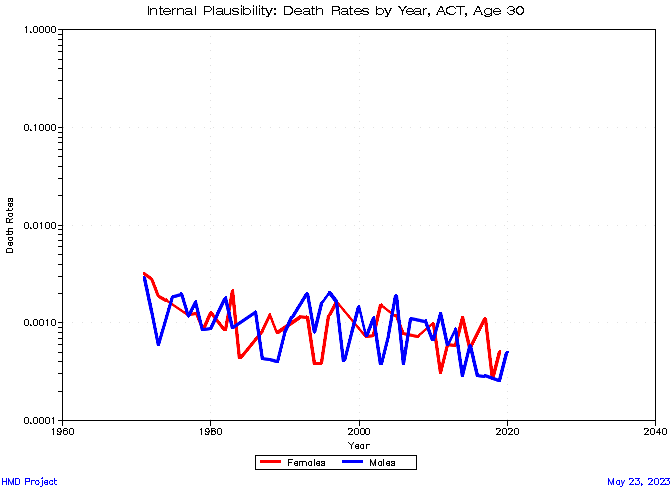 Internal Plausibility: Death Rates by Year, ACT, Age 30
1.0000
0.1000
0.0100
0.0010
0.0001
Death Rates
1960 1980 2000 2020 2040
Year
Females Males
HMD Project May 23, 2023